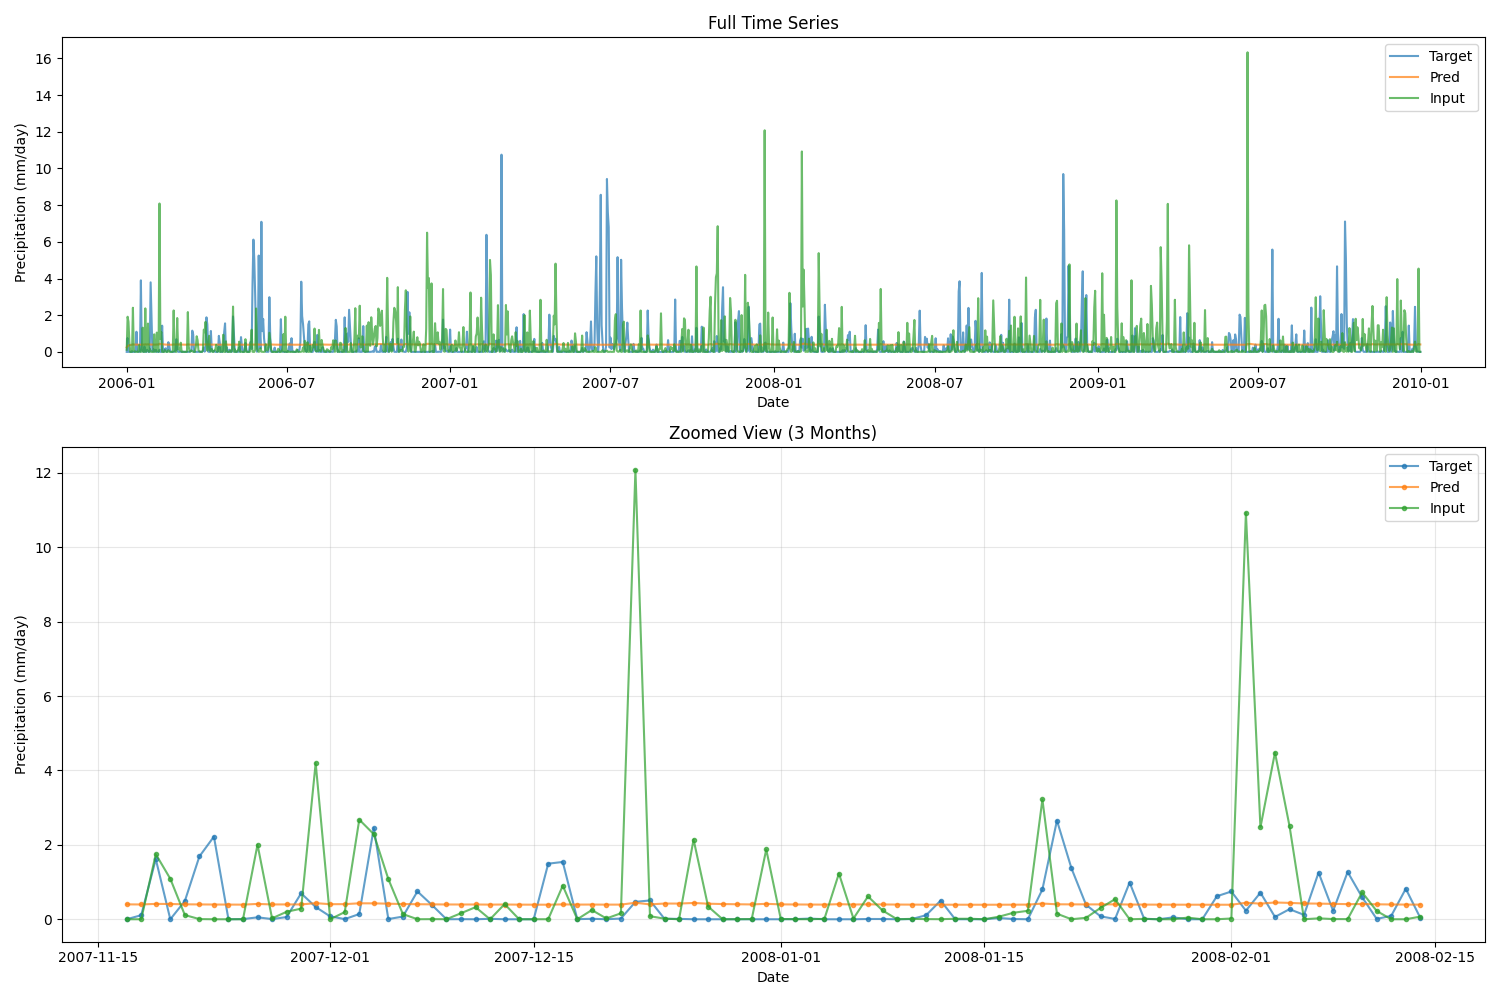 Full Time Series
Precipitation (mm/day)
16
14
12
10
8
6
4
2
0
Target
Pred
Input
2006-01 2006-07 2007-01 2007-07 2008-01 2008-07 2009-01 2009-07 2010-01
Date
Zoomed View (3 Months)
Precipitation (mm/day)
12
10
8
6
4
2
0
Target
Pred
Input
2007-11-15 2007-12-01 2007-12-15 2008-01-01 2008-01-15 2008-02-01 2008-02-15
Date